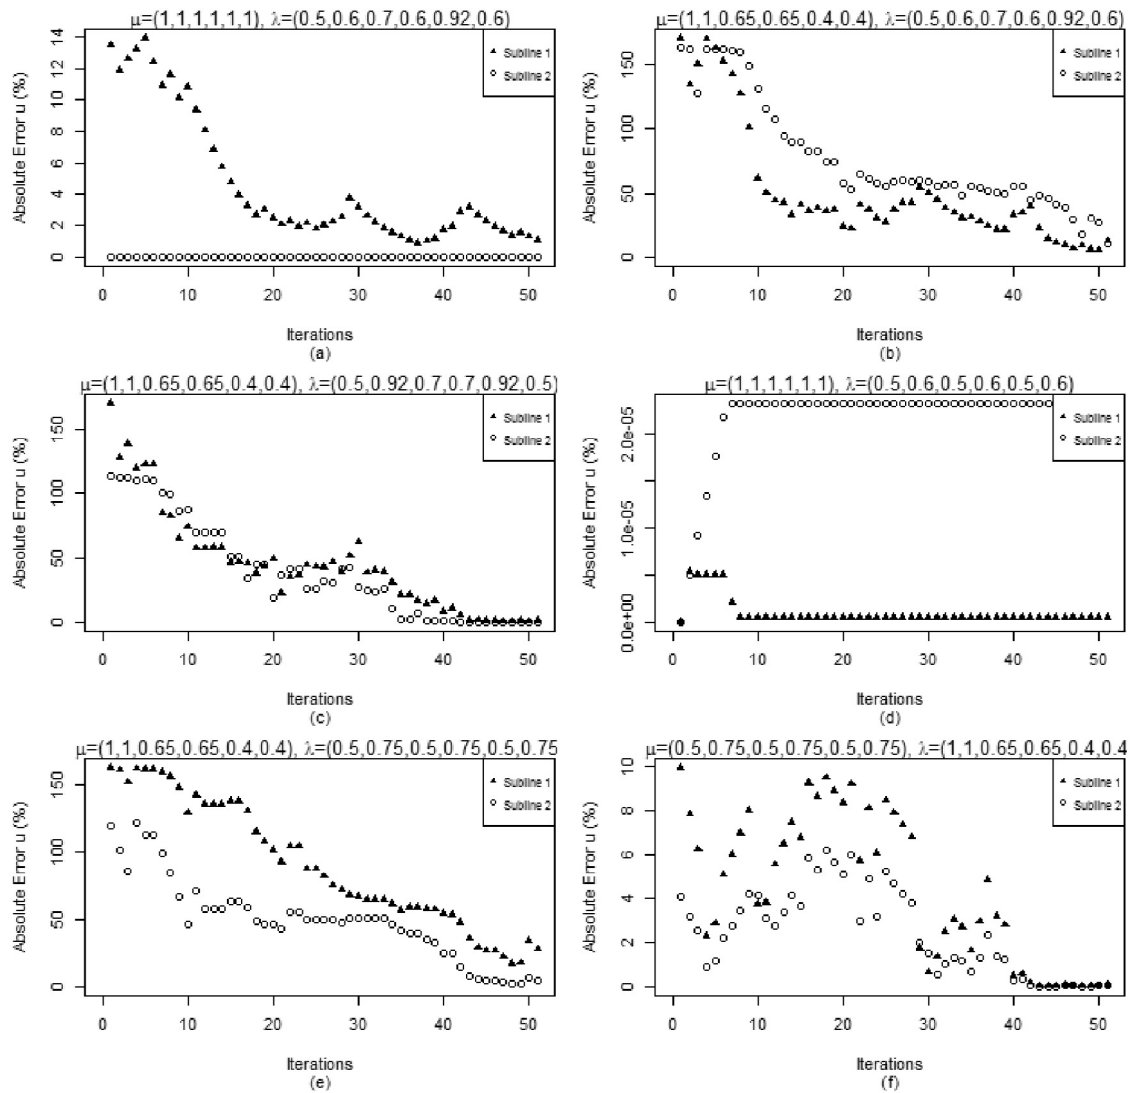 μ=(1,1,1,1,1,1), λ=(0.5,0.6,0.7,0.6,0.92,0.6)
Absolute Error u (%)
14
12
10
8
6
4
2
0
Subline 1
Subline 2
0 10 20 30 40 50
Iterations
(a)
μ=(1,1,0.65,0.65,0.4,0.4), λ=(0.5,0.6,0.7,0.6,0.92,0.6)
Absolute Error u (%)
150
100
50
0
Subline 1
Subline 2
0 10 20 30 40 50
Iterations
(b)
μ=(1,1,0.65,0.65,0.4,0.4), λ=(0.5,0.92,0.7,0.7,0.92,0.5)
Absolute Error u (%)
150
100
50
0
Subline 1
Subline 2
0 10 20 30 40 50
Iterations
(c)
μ=(1,1,1,1,1,1), λ=(0.5,0.6,0.5,0.6,0.5,0.6)
Absolute Error u (%)
2.0e-05
1.0e-05
0.0e+00
Subline 1
Subline 2
0 10 20 30 40 50
Iterations
(d)
μ=(1,1,0.65,0.65,0.4,0.4), λ=(0.5,0.75,0.5,0.75,0.5,0.75
Absolute Error u (%)
150
100
50
0
Subline 1
Subline 2
0 10 20 30 40 50
Iterations
(e)
μ=(0.5,0.75,0.5,0.75,0.5,0.75), λ=(1,1,0.65,0.65,0.4,0.4
Absolute Error u (%)
10
8
6
4
2
0
Subline 1
Subline 2
0 10 20 30 40 50
Iterations
(f)